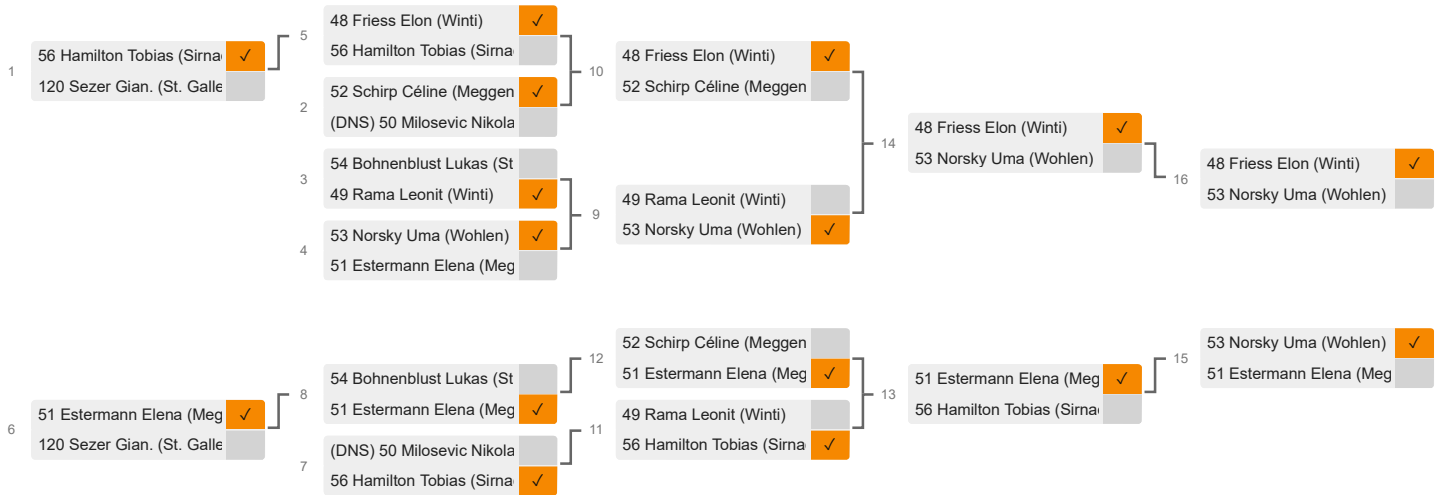 1
56 Hamilton Tobias (Sirna
✓
120 Sezer Gian. (St. Galle
5
48 Friess Elon (Winti)
✓
56 Hamilton Tobias (Sirna
2
52 Schirp Céline (Meggen
✓
(DNS) 50 Milosevic Nikola
3
54 Bohnenblust Lukas (St
49 Rama Leonit (Winti)
✓
4
53 Norsky Uma (Wohlen)
✓
51 Estermann Elena (Meg
10
48 Friess Elon (Winti)
✓
52 Schirp Céline (Meggen
9
49 Rama Leonit (Winti)
53 Norsky Uma (Wohlen)
✓
14
48 Friess Elon (Winti)
✓
53 Norsky Uma (Wohlen)
16
48 Friess Elon (Winti)
✓
53 Norsky Uma (Wohlen)
6
51 Estermann Elena (Meg
✓
120 Sezer Gian. (St. Galle
8
54 Bohnenblust Lukas (St
51 Estermann Elena (Meg
✓
7
(DNS) 50 Milosevic Nikola
56 Hamilton Tobias (Sirna
✓
12
52 Schirp Céline (Meggen
51 Estermann Elena (Meg
✓
11
49 Rama Leonit (Winti)
56 Hamilton Tobias (Sirna
✓
13
51 Estermann Elena (Meg
✓
56 Hamilton Tobias (Sirna
15
53 Norsky Uma (Wohlen)
✓
51 Estermann Elena (Meg